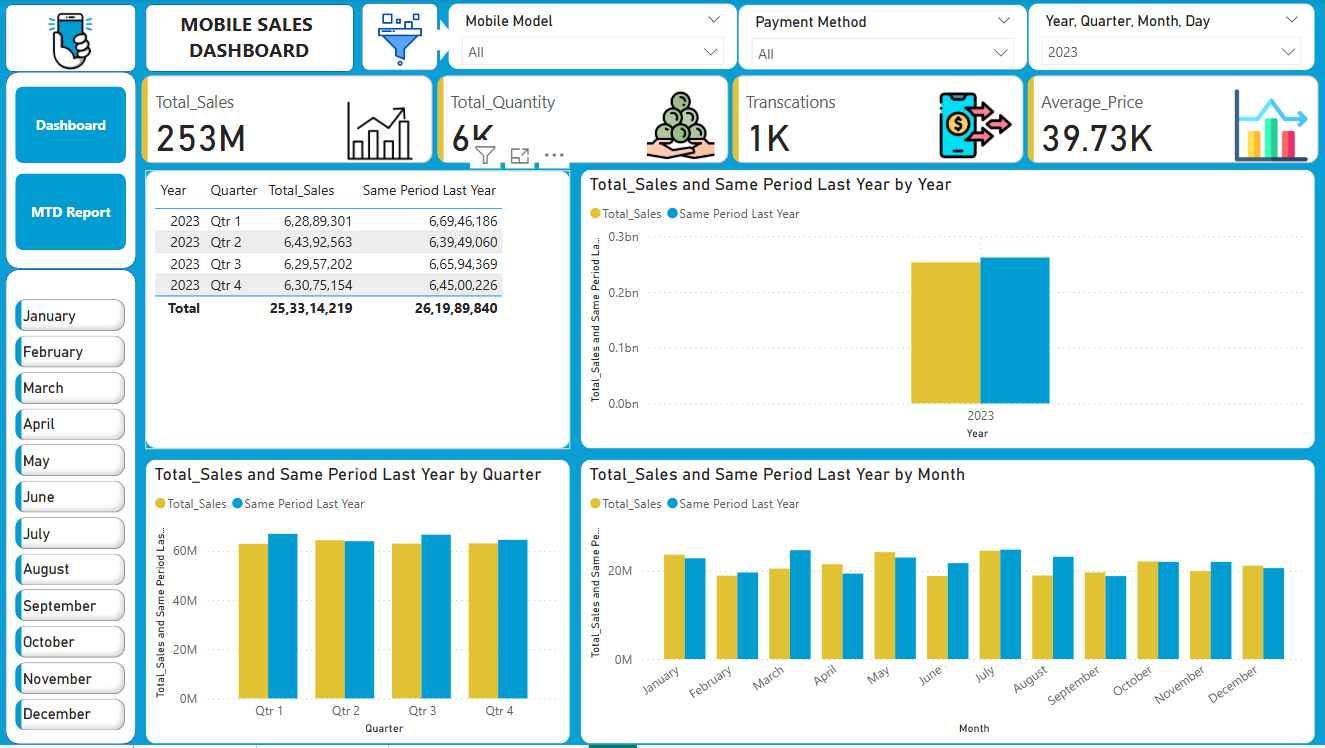 MOBILE SALES
DASHBOARD
Mobile Model
All
Payment Method
All
Year, Quarter, Month, Day
2023
Dashboard
MTD Report
January
February
March
April
May
June
July
August
September
October
November
December
Total_Sales
253M
Total_Quantity
6K
Transcations
1K
Average_Price
39.73K
Year Quarter Total_Sales Same Period Last Year
2023 Qtr 1 6,28,89,301 6,69,46,186
2023 Qtr 2 6,43,92,563 6,39,49,060
2023 Qtr 3 6,29,57,202 6,65,94,369
2023 Qtr 4 6,30,75,154 6,45,00,226
Total 25,33,14,219 26,19,89,840
Total_Sales and Same Period Last Year by Year
Total_Sales Same Period Last Year
Total_Sales and Same Period La...
0.3bn
0.2bn
0.1bn
0.0bn
2023
Year
Total_Sales and Same Period Last Year by Quarter
Total_Sales Same Period Last Year
Total_Sales and Same Period Las...
60M
40M
20M
0M
Qtr 1 Qtr 2 Qtr 3 Qtr 4
Quarter
Total_Sales and Same Period Last Year by Month
Total_Sales Same Period Last Year
Total_Sales and Same Pe...
20M
0M
January February March April May June July August September October November December
Month